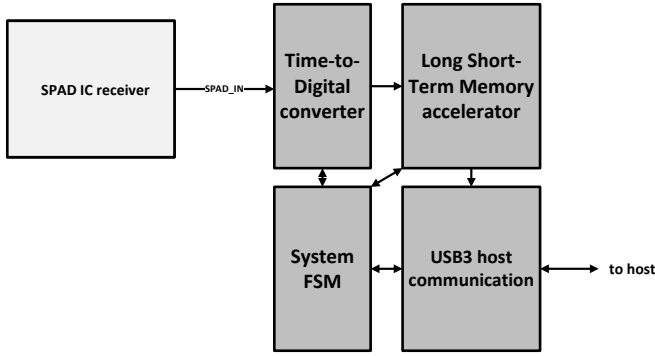 SPAD IC receiver
SPAD_IN
Time-to-
Digital
converter
Long Short-
Term Memory
accelerator
System
FSM
USB3 host
communication
to host